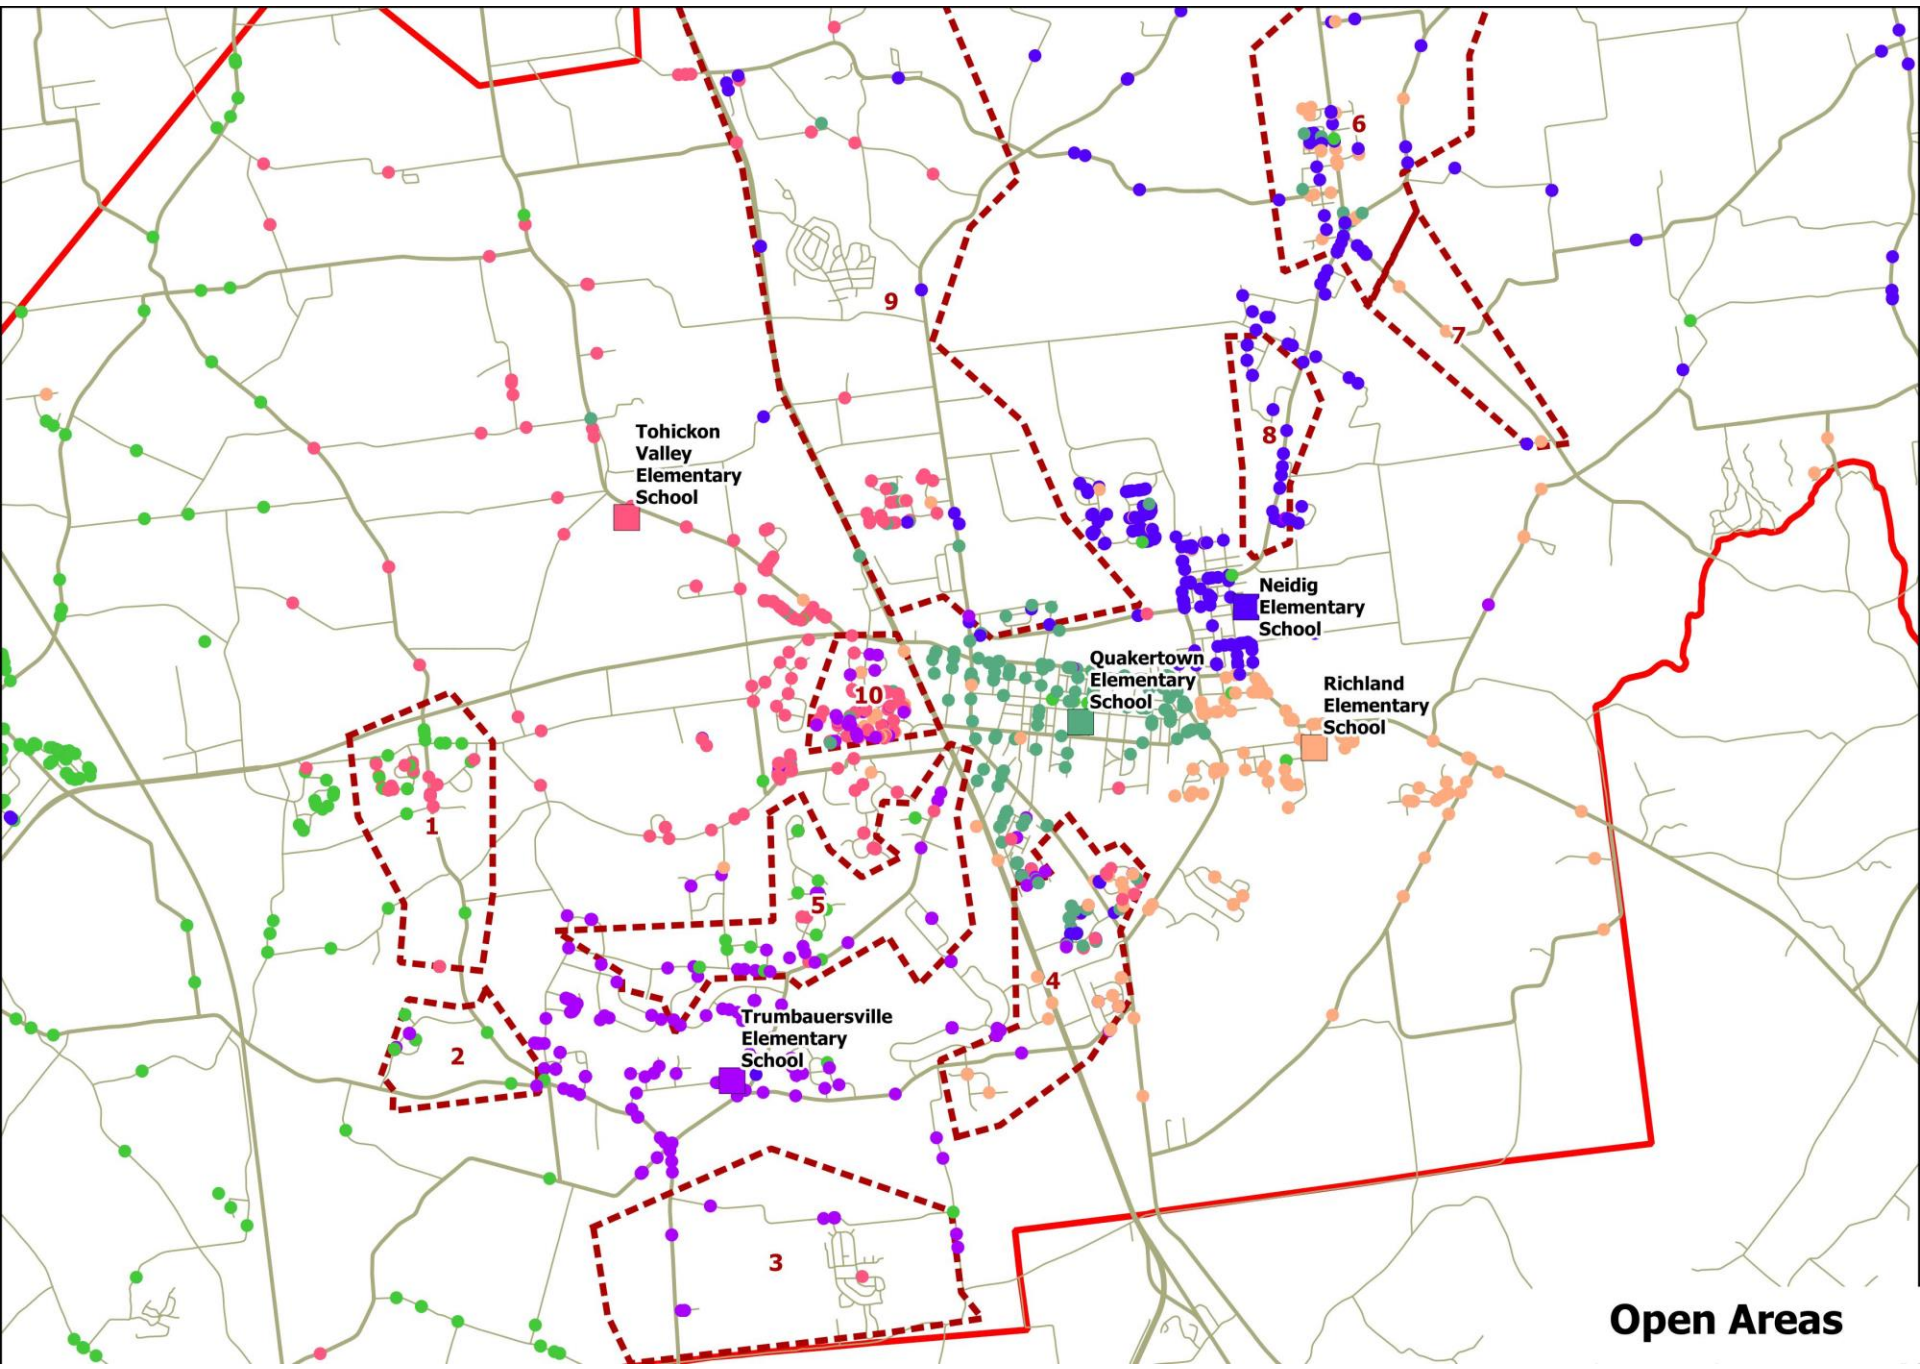 6
9
7
8
Tohickon
Valley
Elementary
School
Neidig
Elementary
School
Quakertown
Elementary
School
Richland
Elementary
School
10
1
5
4
2
Trumbauersville
Elementary
School
3
Open Areas